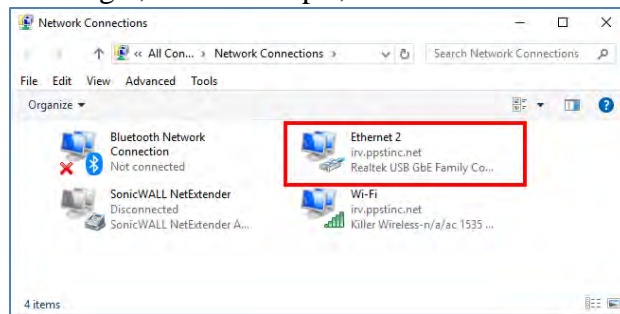 Network Connections
« All Con... › Network Connections ›
Search Network Connections
File Edit View Advanced Tools
Organize
Bluetooth Network
Connection
Not connected
Ethernet 2
irv.ppstinc.net
Realtek USB GbE Family Co...
SonicWALL NetExtender
Disconnected
SonicWALL NetExtender A...
Wi-Fi
irv.ppstinc.net
Killer Wireless-n/a/ac 1535 ...
4 items